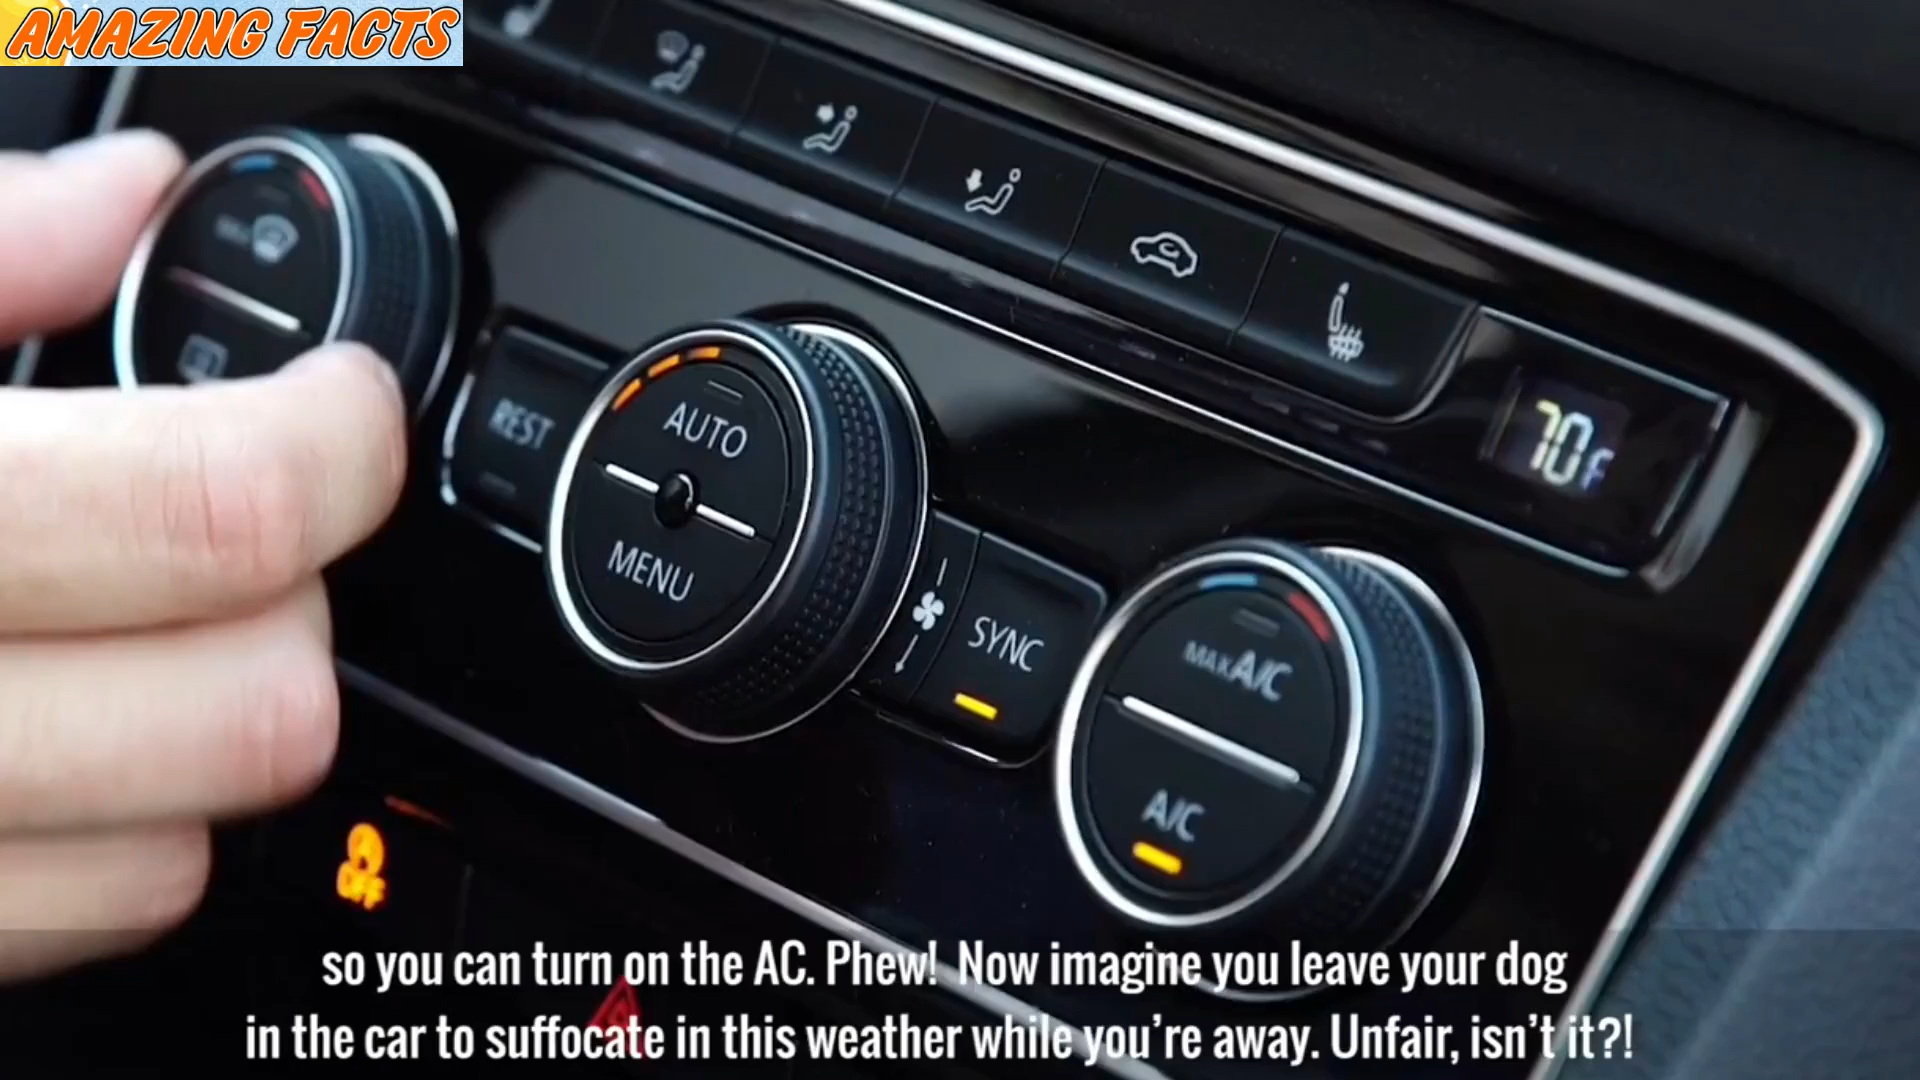 AMAZING FACTS
REST
AUTO
MENU
SYNC
70F
MAX A/C
A/C
OFF
so you can turn on the AC. Phew! Now imagine you leave your dog
in the car to suffocate in this weather while you're away. Unfair, isn't it?!